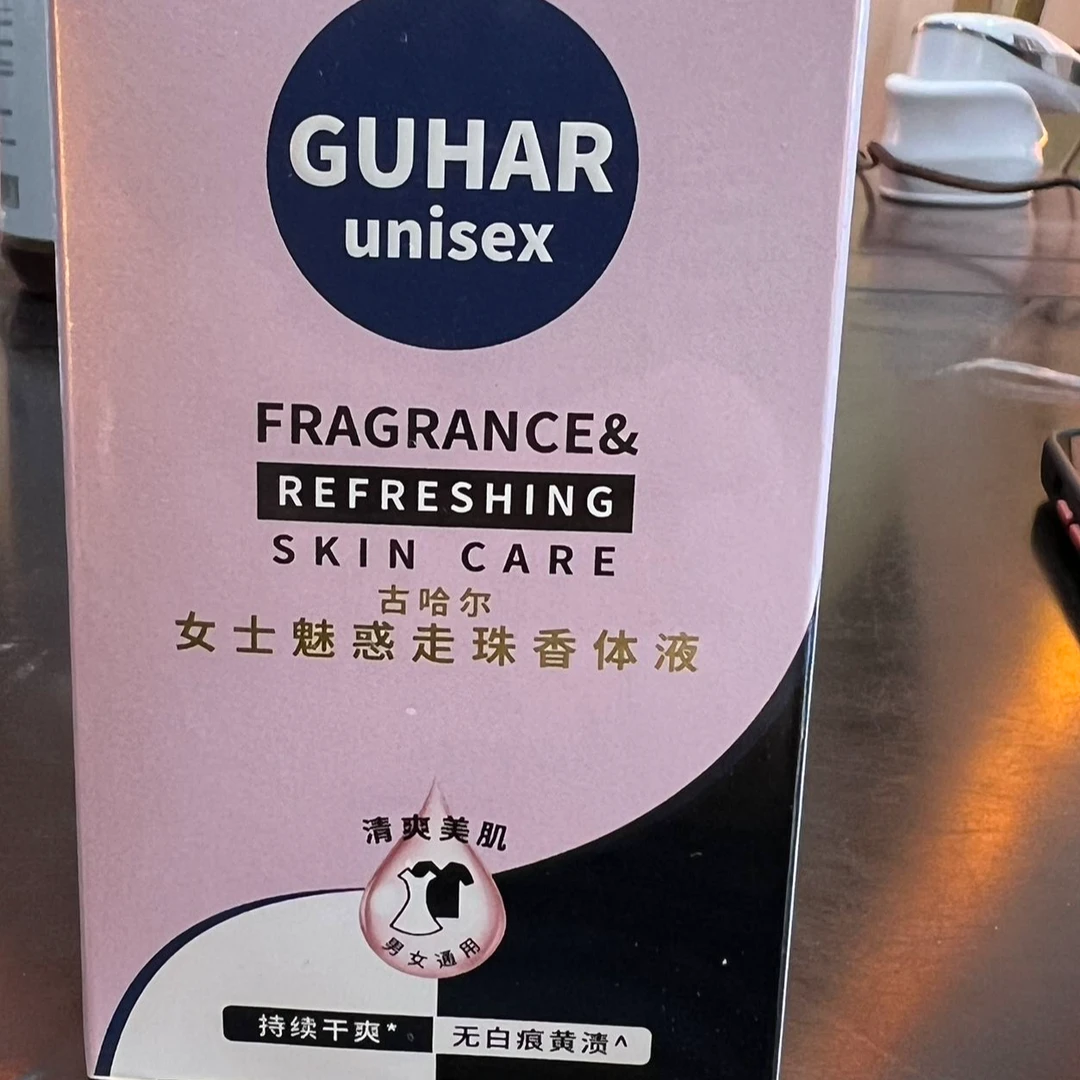 GUHAR
unisex
FRAGRANCE&
REFRESHING
SKIN CARE
古哈尔
女士魅惑走珠香体液
清爽美肌
男女通用
持续干爽*
无白痕黄渍^